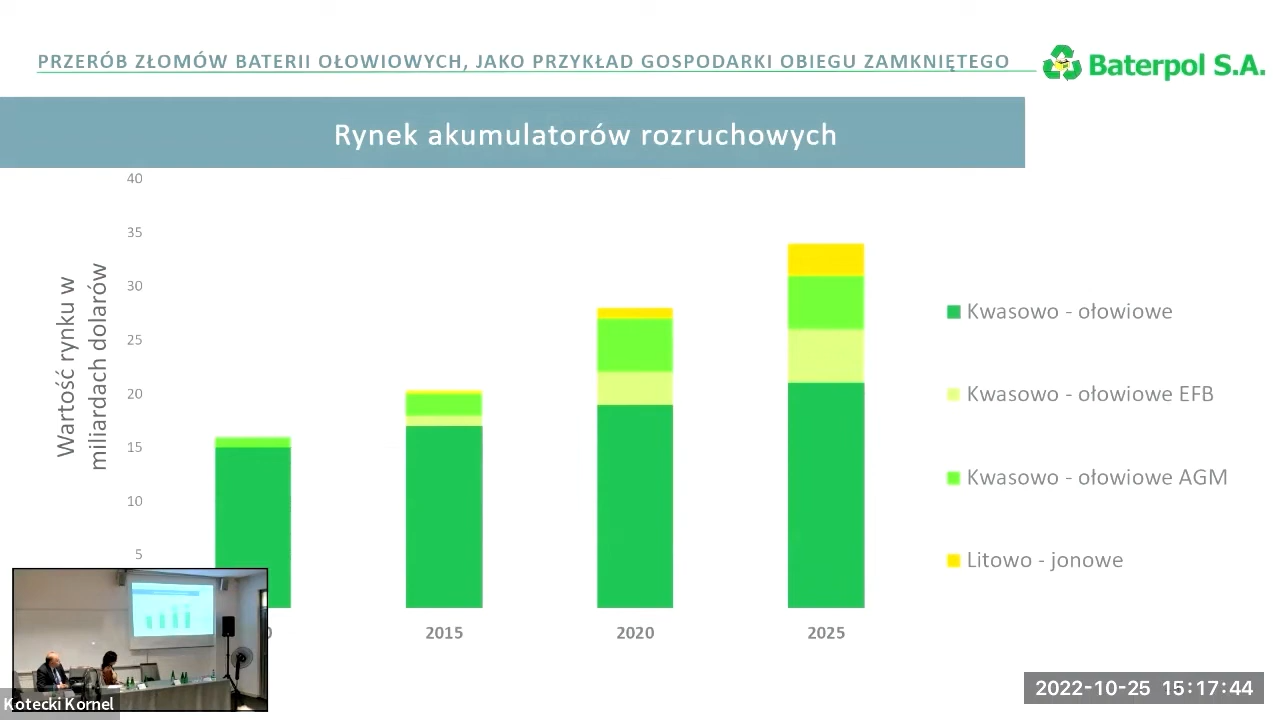 PRZERÓB ZŁOMÓW BATERII OŁOWIOWYCH, JAKO PRZYKŁAD GOSPODARKI OBIEGU ZAMKNIĘTEGO
Baterpol S.A.
Rynek akumulatorów rozruchowych
Wartość rynku w
miliardach dolarów
40
35
30
25
20
15
10
5
0
2015
2020
2025
Kwasowo - ołowiowe
Kwasowo - ołowiowe EFB
Kwasowo - ołowiowe AGM
Litowo - jonowe
Kotecki Kornel
2022-10-25 15:17:44